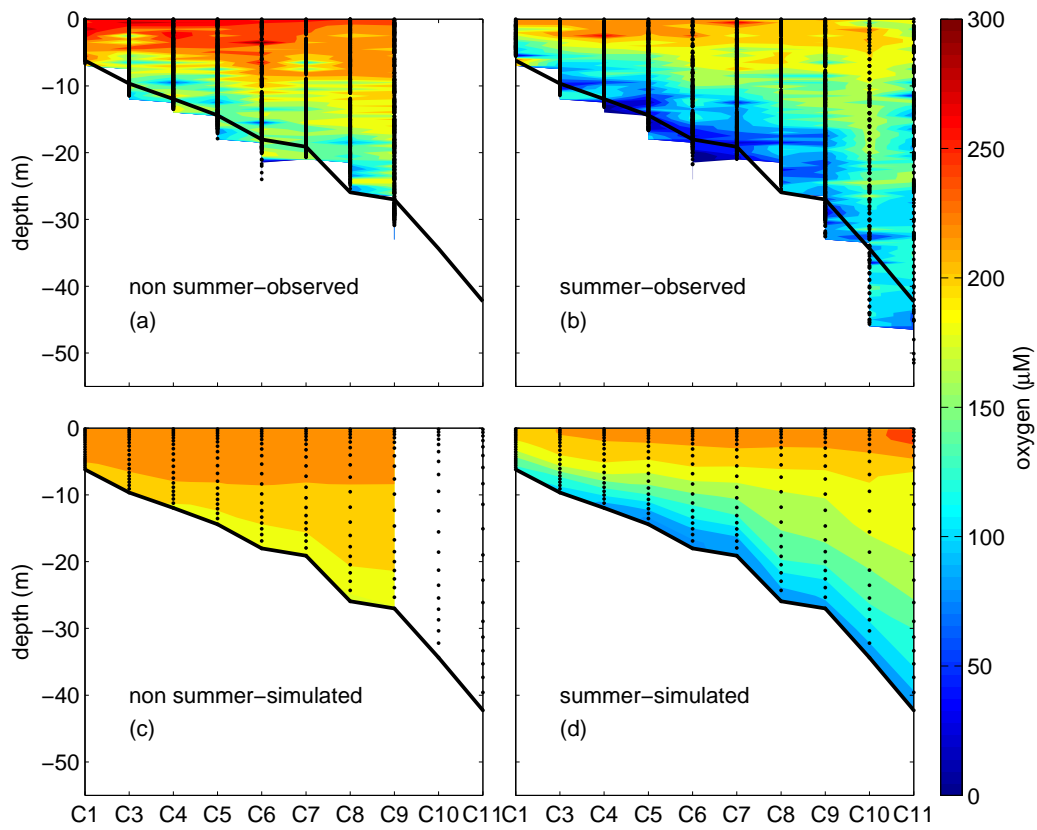 0
−10
−20
−30
−40
−50
depth (m)
non summer−observed
(a)
summer−observed
(b)
300
250
200
150
100
50
0
oxygen (μM)
0
−10
−20
−30
−40
−50
depth (m)
non summer−simulated
(c)
summer−simulated
(d)
C1 C3 C4 C5 C6 C7 C8 C9 C10 C11
C1 C3 C4 C5 C6 C7 C8 C9 C10 C11